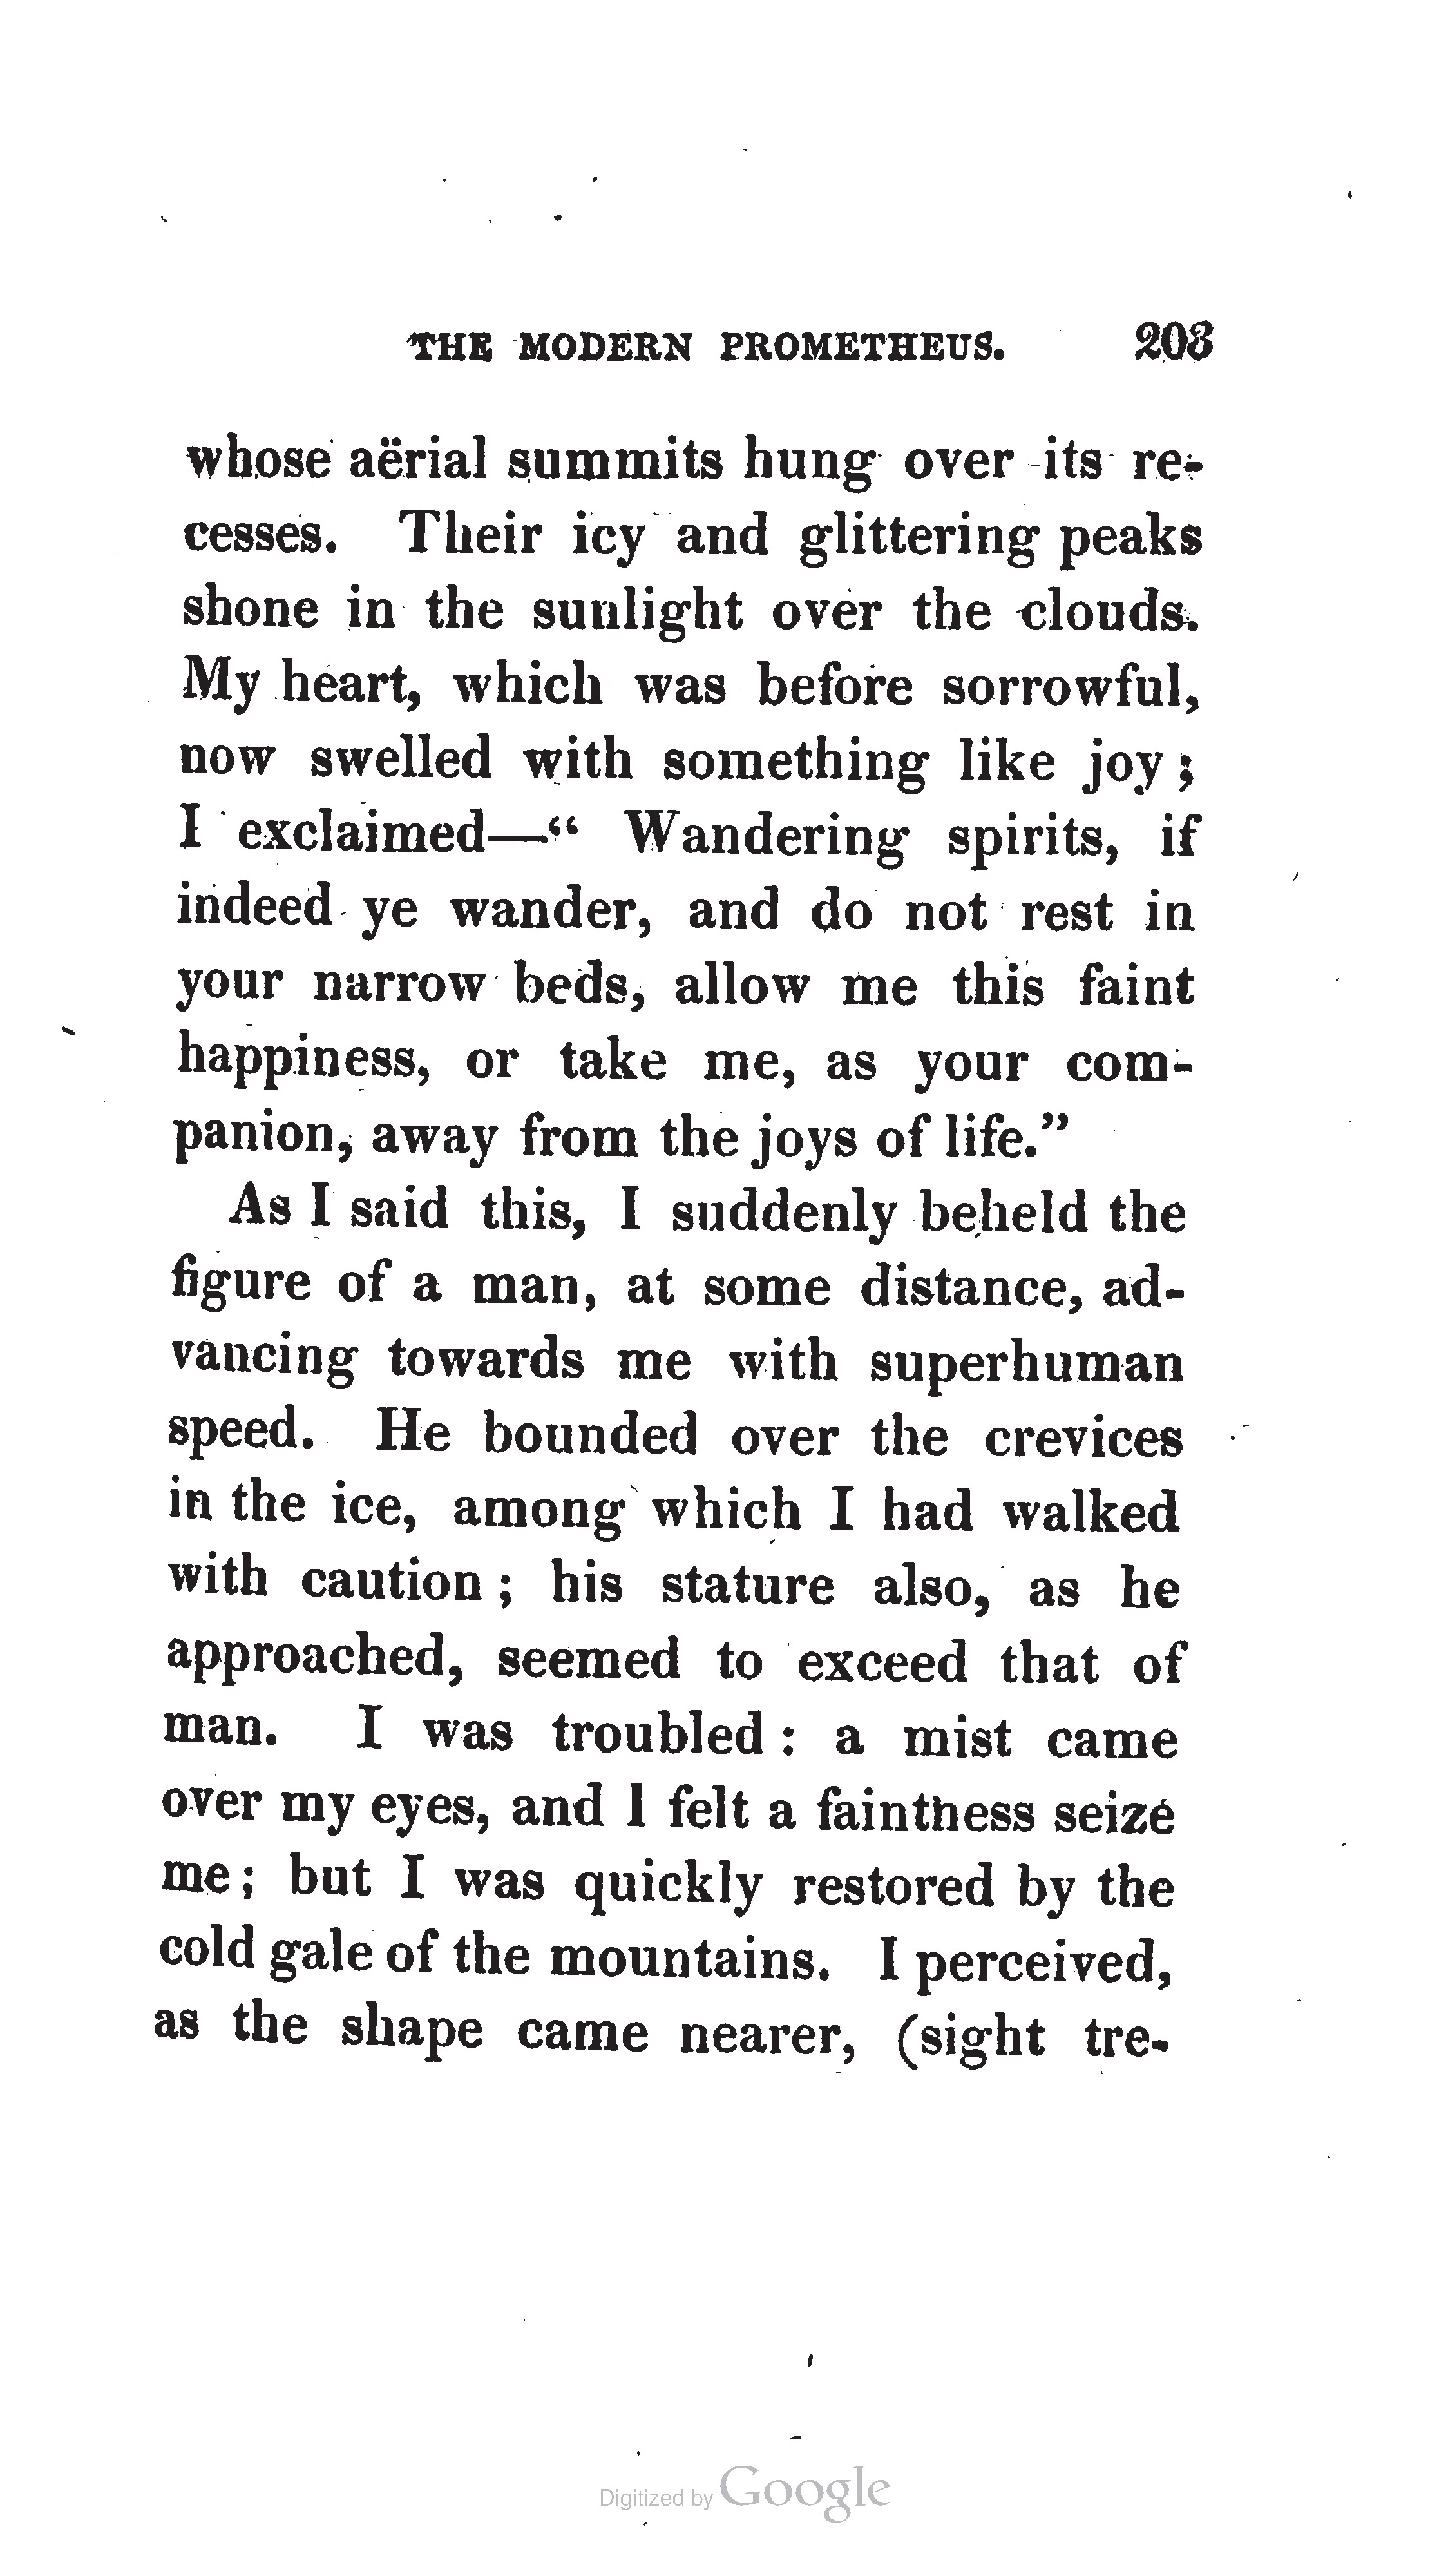 THE MODERN PROMETHEUS. 203
whose aërial summits hung over its re-
cesses. Their icy and glittering peaks
shone in the sunlight over the clouds.
My heart, which was before sorrowful,
now swelled with something like joy;
I exclaimed—“ Wandering spirits, if
indeed ye wander, and do not rest in
your narrow beds, allow me this faint
happiness, or take me, as your com-
panion, away from the joys of life.”
As I said this, I suddenly beheld the
figure of a man, at some distance, ad-
vancing towards me with superhuman
speed. He bounded over the crevices
in the ice, among which I had walked
with caution; his stature also, as he
approached, seemed to exceed that of
man. I was troubled: a mist came
over my eyes, and I felt a faintness seize
me; but I was quickly restored by the
cold gale of the mountains. I perceived,
as the shape came nearer, (sight tre-
Digitized by Google